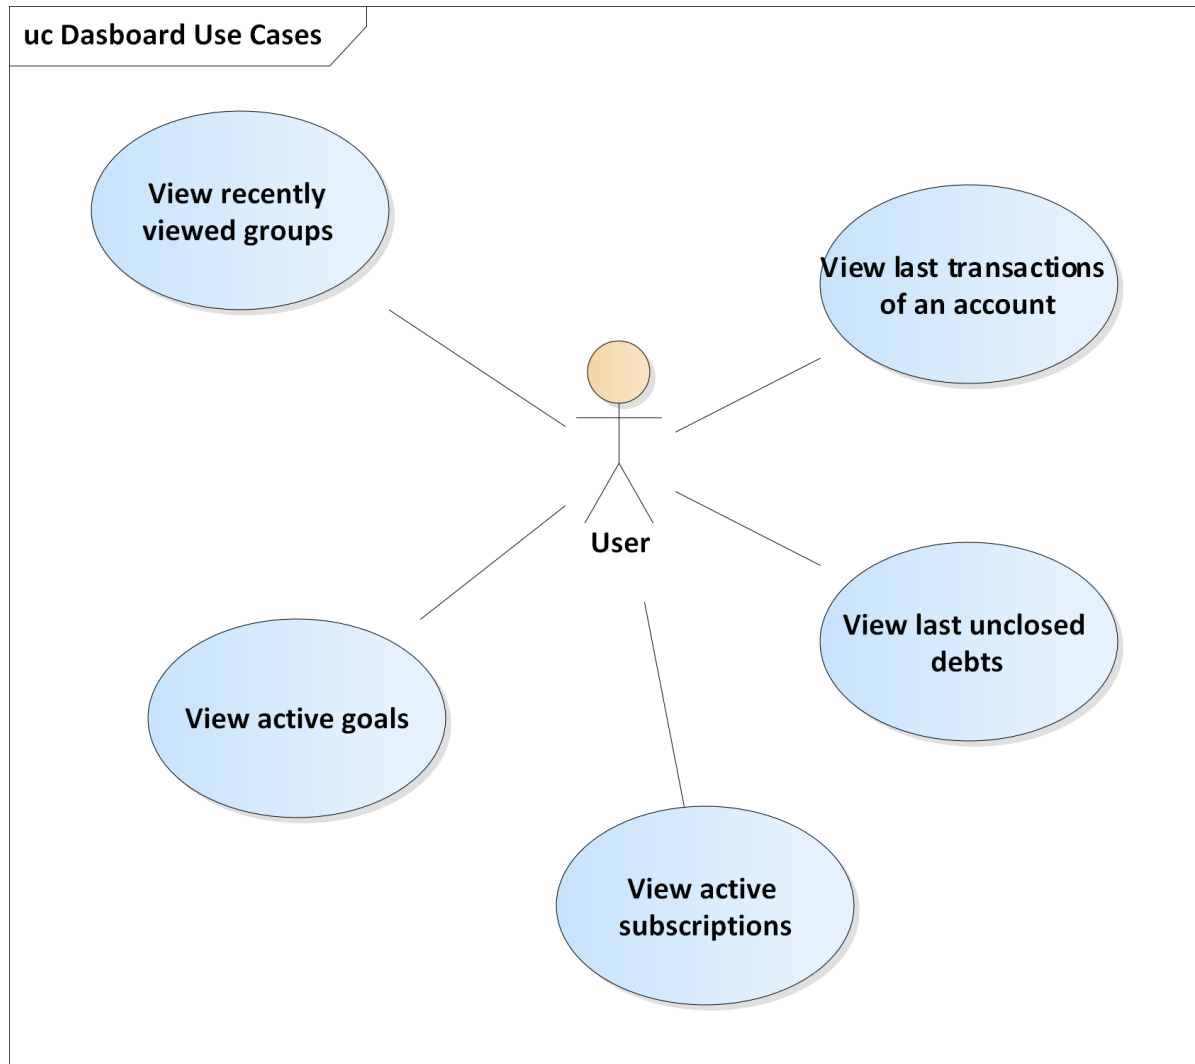 uc Dasboard Use Cases
View recently
viewed groups
View last transactions
of an account
User
View last unclosed
debts
View active goals
View active
subscriptions